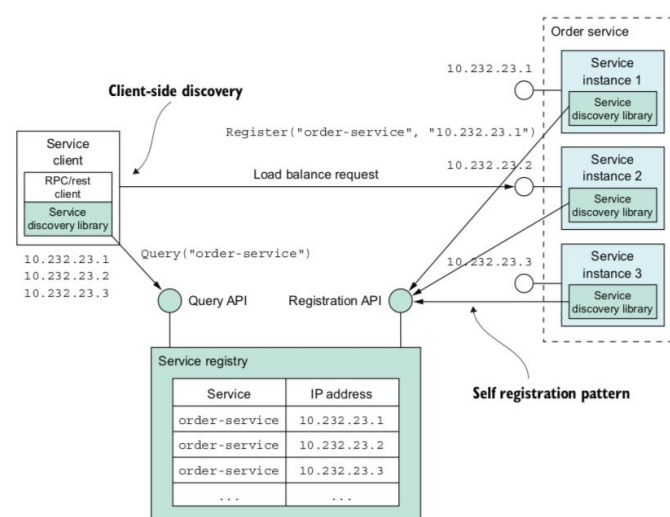 Order service
10.232.23.1
Service
instance 1
Service
discovery library
Client-side discovery
Register("order-service", "10.232.23.1")
Service
client
RPC/rest
client
Service
discovery library
Load balance request
10.232.23.2
Service
instance 2
Service
discovery library
10.232.23.1
10.232.23.2
10.232.23.3
Query("order-service")
Query API
Registration API
10.232.23.3
Service
instance 3
Service
discovery library
Self registration pattern
Service registry
Service IP address
order-service 10.232.23.1
order-service 10.232.23.2
order-service 10.232.23.3
... ...